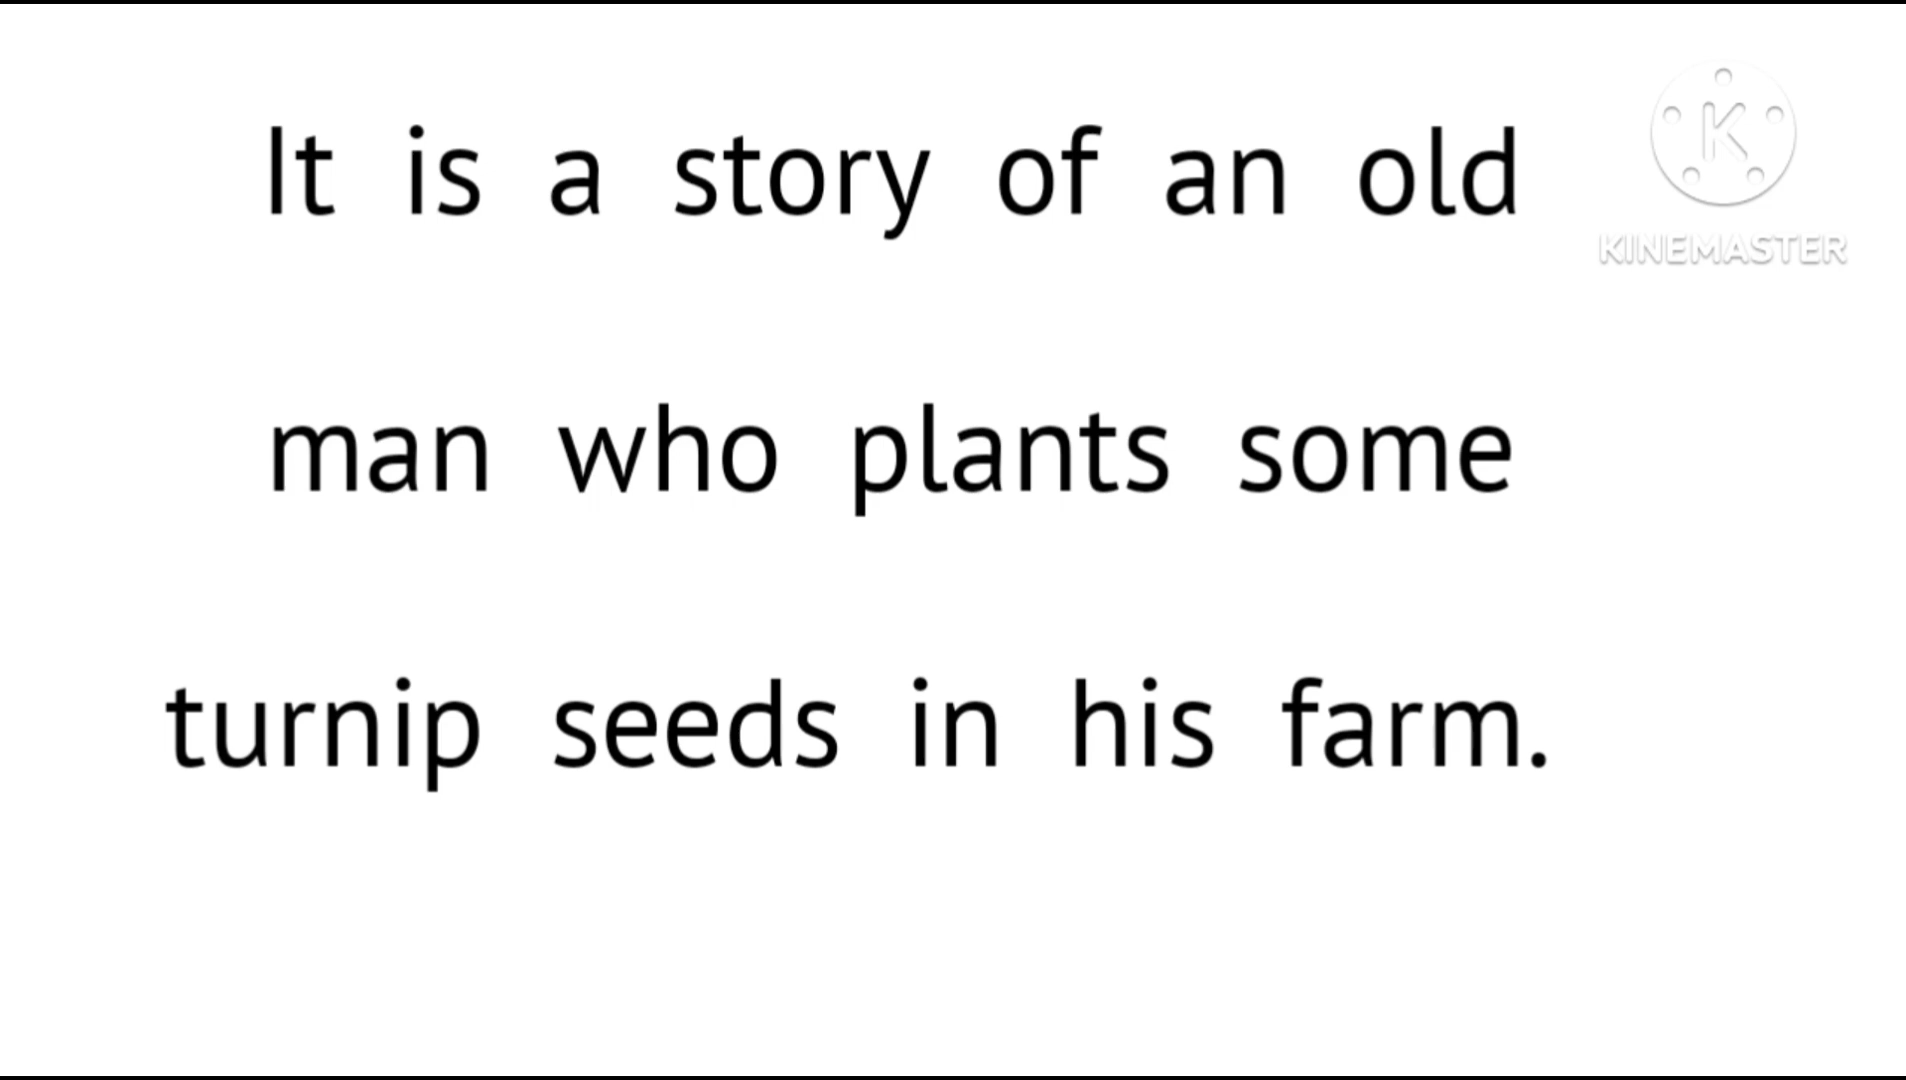 It is a story of an old
KINEMASTER
man who plants some
turnip seeds in his farm.